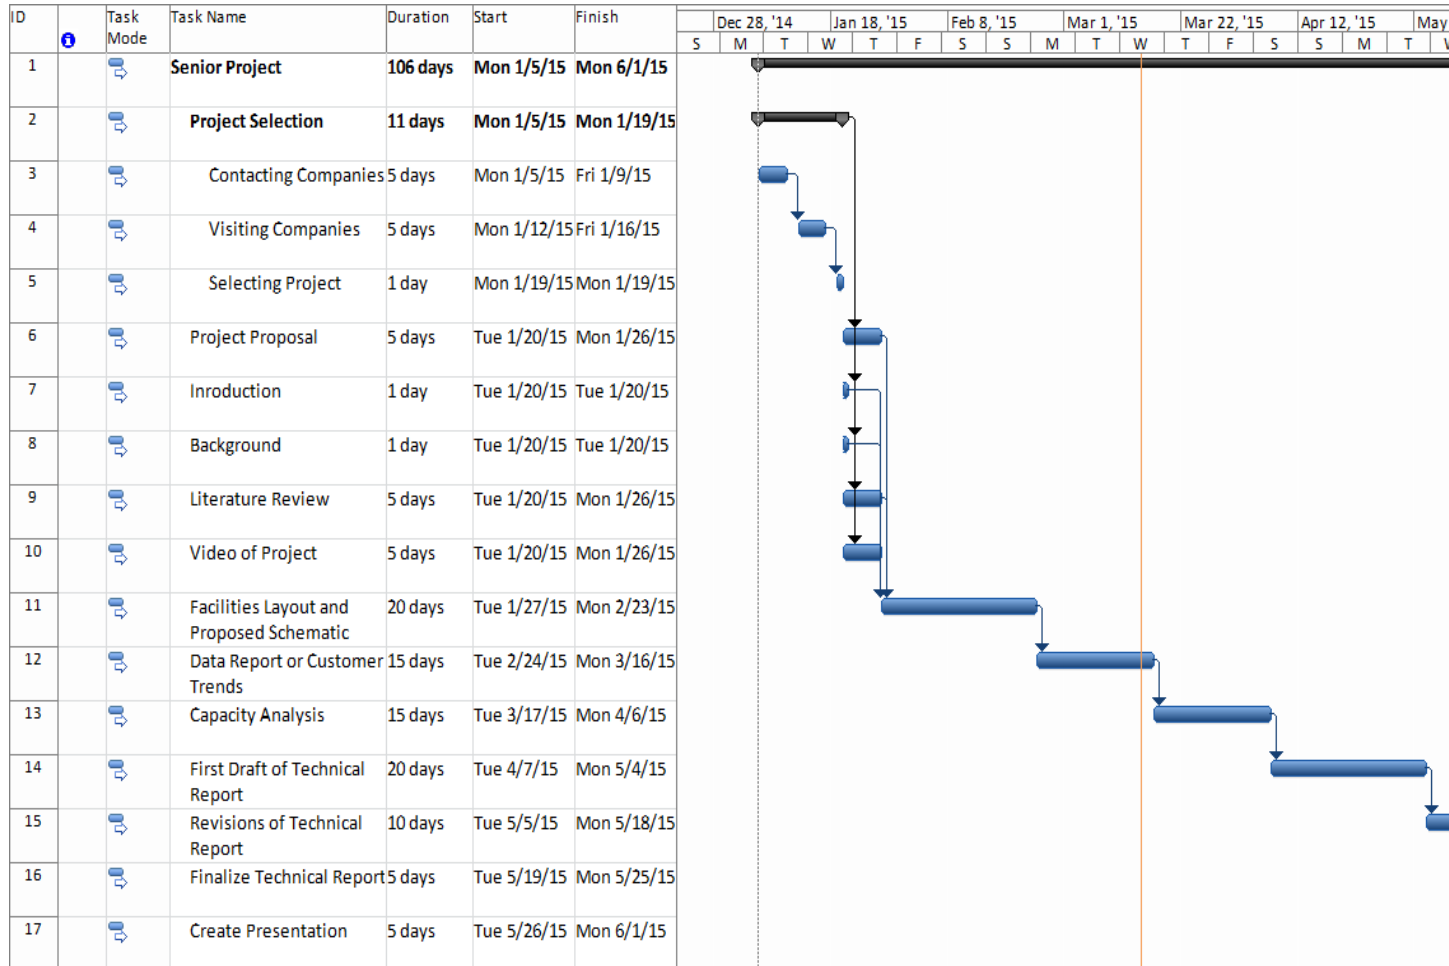 ID Task Mode Task Name Duration Start Finish
Dec 28, '14 Jan 18, '15 Feb 8, '15 Mar 1, '15 Mar 22, '15 Apr 12, '15 May
S M T W T F S S M T W T F S S M T W
1 Senior Project 106 days Mon 1/5/15 Mon 6/1/15
2 Project Selection 11 days Mon 1/5/15 Mon 1/19/15
3 Contacting Companies 5 days Mon 1/5/15 Fri 1/9/15
4 Visiting Companies 5 days Mon 1/12/15 Fri 1/16/15
5 Selecting Project 1 day Mon 1/19/15 Mon 1/19/15
6 Project Proposal 5 days Tue 1/20/15 Mon 1/26/15
7 Inroduction 1 day Tue 1/20/15 Tue 1/20/15
8 Background 1 day Tue 1/20/15 Tue 1/20/15
9 Literature Review 5 days Tue 1/20/15 Mon 1/26/15
10 Video of Project 5 days Tue 1/20/15 Mon 1/26/15
11 Facilities Layout and 20 days Tue 1/27/15 Mon 2/23/15
Proposed Schematic
12 Data Report or Customer 15 days Tue 2/24/15 Mon 3/16/15
Trends
13 Capacity Analysis 15 days Tue 3/17/15 Mon 4/6/15
14 First Draft of Technical 20 days Tue 4/7/15 Mon 5/4/15
Report
15 Revisions of Technical 10 days Tue 5/5/15 Mon 5/18/15
Report
16 Finalize Technical Report 5 days Tue 5/19/15 Mon 5/25/15
17 Create Presentation 5 days Tue 5/26/15 Mon 6/1/15